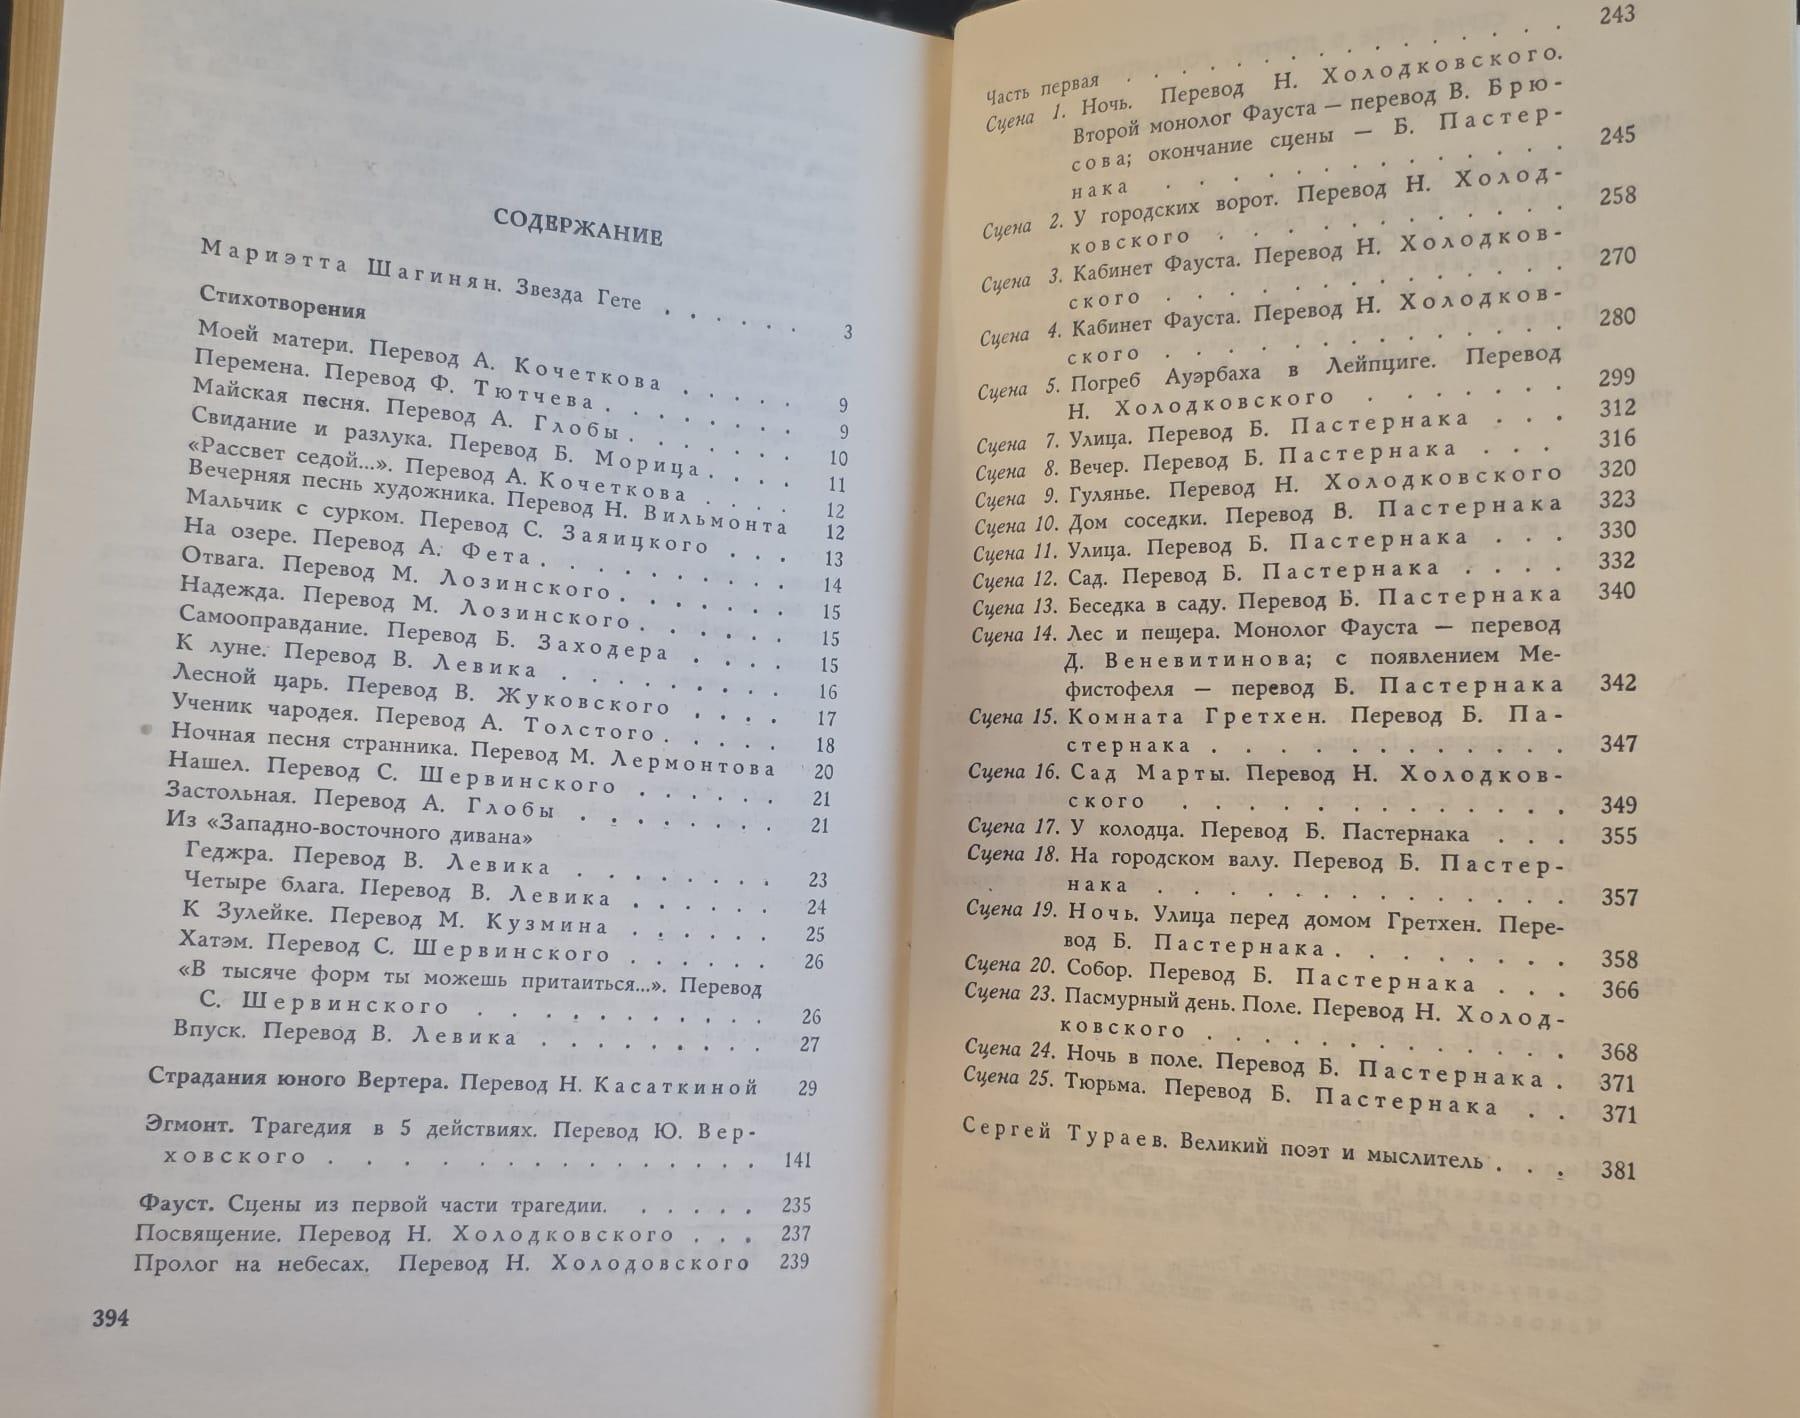 СОДЕРЖАНИЕ
Мариэтта Шагинян. Звезда Гете . . . . . . 3
Стихотворения
Моей матери. Перевод А. Кочеткова . . . . . 9
Перемена. Перевод Ф. Тютчева . . . . . . . 9
Майская песня. Перевод А. Глобы . . . . . . 10
Свидание и разлука. Перевод Б. Морица . . . . 11
«Рассвет седой...». Перевод А. Кочеткова . . . . 12
Вечерняя песнь художника. Перевод Н. Вильмонта 12
Мальчик с сурком. Перевод С. Заяицкого . . . 13
На озере. Перевод А. Фета . . . . . . . . . 14
Отвага. Перевод М. Лозинского . . . . . . . 15
Надежда. Перевод М. Лозинского . . . . . . 15
Самооправдание. Перевод Б. Заходера . . . . 15
К луне. Перевод В. Левика . . . . . . . . . 16
Лесной царь. Перевод В. Жуковского . . . . 17
Ученик чародея. Перевод А. Толстого . . . . . 18
Ночная песня странника. Перевод М. Лермонтова 20
Нашел. Перевод С. Шервинского . . . . . . 21
Застольная. Перевод А. Глобы . . . . . . . 21
Из «Западно-восточного дивана»
Геджра. Перевод В. Левика . . . . . . . 23
Четыре блага. Перевод В. Левика . . . . . . 24
К Зулейке. Перевод М. Кузмина . . . . . . 25
Хатэм. Перевод С. Шервинского . . . . . . 26
«В тысяче форм ты можешь притаиться...». Перевод
С. Шервинского . . . . . . . . . . 26
Впуск. Перевод В. Левика . . . . . . . . . 27
Страдания юного Вертера. Перевод Н. Касаткиной 29
Эгмонт. Трагедия в 5 действиях. Перевод Ю. Вер-
ховского . . . . . . . . . . . . . 141
Фауст. Сцены из первой части трагедии. . . . . . 235
Посвящение. Перевод Н. Холодковского . . . 237
Пролог на небесах. Перевод Н. Холодовского 239
394
Часть первая . . . . . . . . . . . . . . . . 243
Сцена 1. Ночь. Перевод Н. Холодковского.
Второй монолог Фауста — перевод В. Брю-
сова; окончание сцены — Б. Пастер-
нака . . . . . . . . . . . . . . 245
Сцена 2. У городских ворот. Перевод Н. Холод-
ковского . . . . . . . . . . . . 258
Сцена 3. Кабинет Фауста. Перевод Н. Холодков-
ского . . . . . . . . . . . . . . 270
Сцена 4. Кабинет Фауста. Перевод Н. Холодков-
ского . . . . . . . . . . . . . . 280
Сцена 5. Погреб Ауэрбаха в Лейпциге. Перевод
Н. Холодковского . . . . . . . 299
Сцена 7. Улица. Перевод Б. Пастернака . . . 312
Сцена 8. Вечер. Перевод Б. Пастернака . . . 316
Сцена 9. Гулянье. Перевод Н. Холодковского 320
Сцена 10. Дом соседки. Перевод В. Пастернака 323
Сцена 11. Улица. Перевод Б. Пастернака . . . 330
Сцена 12. Сад. Перевод Б. Пастернака . . . . 332
Сцена 13. Беседка в саду. Перевод Б. Пастернака 340
Сцена 14. Лес и пещера. Монолог Фауста — перевод
Д. Веневитинова; с появлением Ме-
фистофеля — перевод Б. Пастернака 342
Сцена 15. Комната Гретхен. Перевод Б. Па-
стернака . . . . . . . . . . . . 347
Сцена 16. Сад Марты. Перевод Н. Холодков-
ского . . . . . . . . . . . . . 349
Сцена 17. У колодца. Перевод Б. Пастернака . . . 355
Сцена 18. На городском валу. Перевод Б. Пастер-
нака . . . . . . . . . . . . . . 357
Сцена 19. Ночь. Улица перед домом Гретхен. Пере-
вод Б. Пастернака . . . . . . . . 358
Сцена 20. Собор. Перевод Б. Пастернака . . . 366
Сцена 23. Пасмурный день. Поле. Перевод Н. Холод-
ковского . . . . . . . . . . . . 368
Сцена 24. Ночь в поле. Перевод Б. Пастернака . 371
Сцена 25. Тюрьма. Перевод Б. Пастернака . . 371
Сергей Тураев. Великий поэт и мыслитель . . . 381